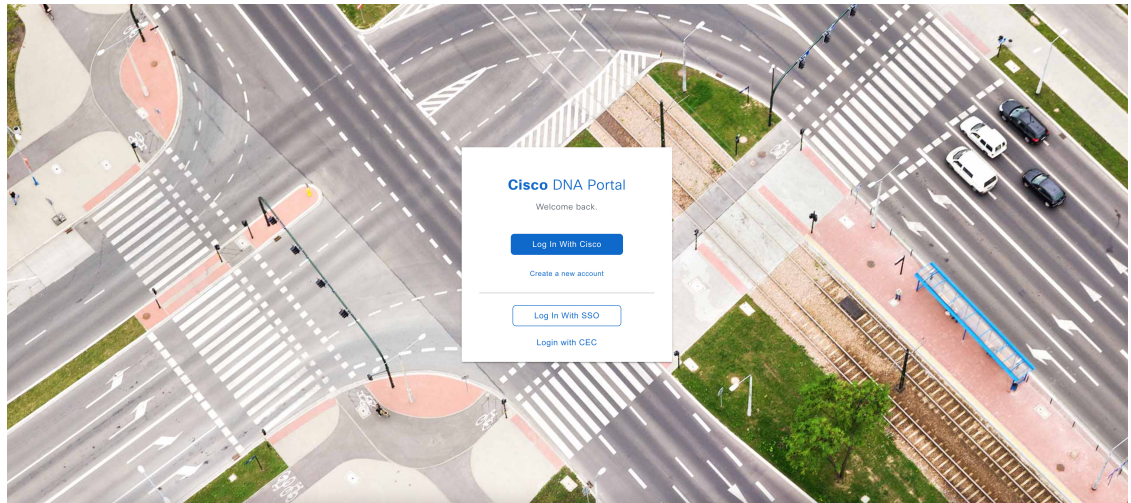 Cisco DNA Portal
Welcome back.
Log In With Cisco
Create a new account
Log In With SSO
Login with CEC